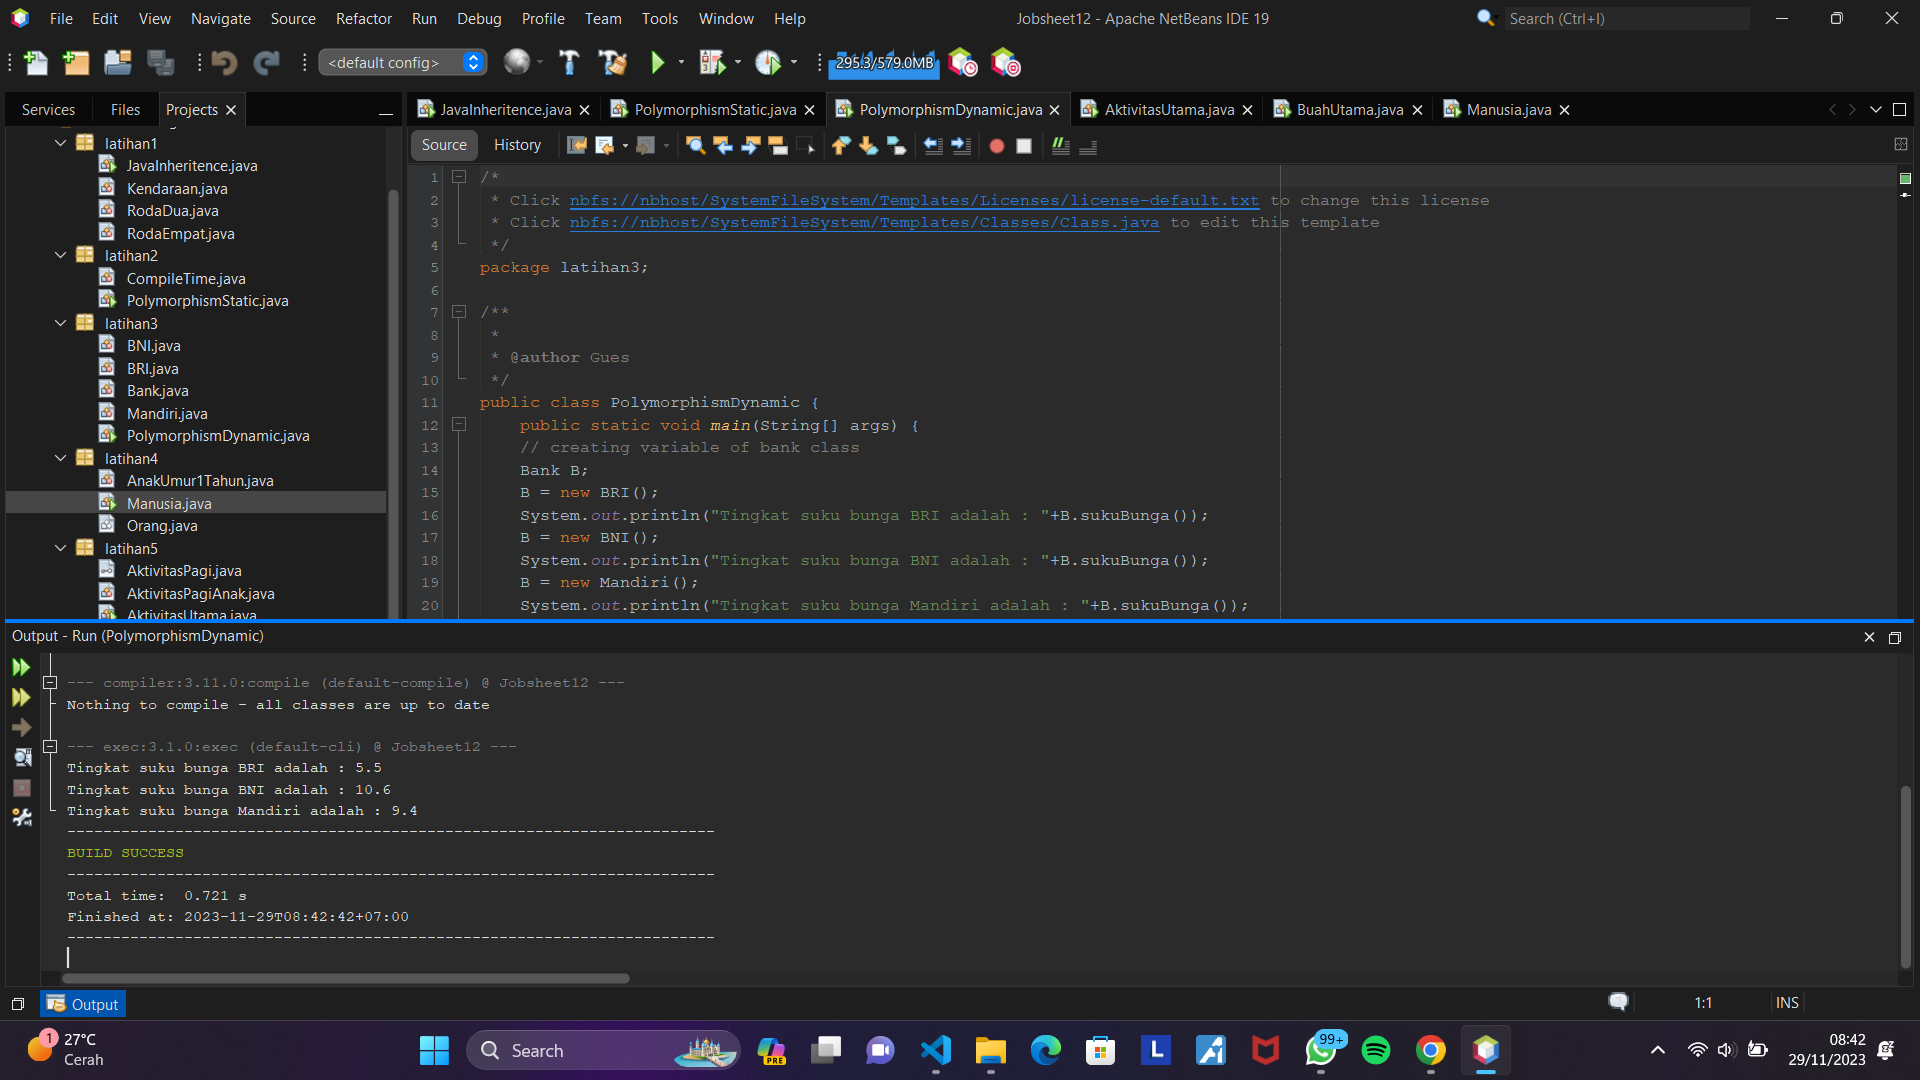 File Edit View Navigate Source Refactor Run Debug Profile Team Tools Window Help Jobsheet12 - Apache NetBeans IDE 19 Search (Ctrl+I)
<default config> 295.3/579.0MB
Services Files Projects
JavaInheritence.java PolymorphismStatic.java PolymorphismDynamic.java AktivitasUtama.java BuahUtama.java Manusia.java
latihan1
JavaInheritence.java
Kendaraan.java
RodaDua.java
RodaEmpat.java
latihan2
CompileTime.java
PolymorphismStatic.java
latihan3
BNI.java
BRI.java
Bank.java
Mandiri.java
PolymorphismDynamic.java
latihan4
AnakUmur1Tahun.java
Manusia.java
Orang.java
latihan5
AktivitasPagi.java
AktivitasPagiAnak.java
AktivitasUtama.java
Source History
1 /*
2 * Click nbfs://nbhost/SystemFileSystem/Templates/Licenses/license-default.txt to change this license
3 * Click nbfs://nbhost/SystemFileSystem/Templates/Classes/Class.java to edit this template
4 */
5 package latihan3;
6
7 /**
8 *
9 * @author Gues
10 */
11 public class PolymorphismDynamic {
12 public static void main(String[] args) {
13 // creating variable of bank class
14 Bank B;
15 B = new BRI();
16 System.out.println("Tingkat suku bunga BRI adalah : "+B.sukuBunga());
17 B = new BNI();
18 System.out.println("Tingkat suku bunga BNI adalah : "+B.sukuBunga());
19 B = new Mandiri();
20 System.out.println("Tingkat suku bunga Mandiri adalah : "+B.sukuBunga());
Output - Run (PolymorphismDynamic)
--- compiler:3.11.0:compile (default-compile) @ Jobsheet12 ---
Nothing to compile - all classes are up to date
--- exec:3.1.0:exec (default-cli) @ Jobsheet12 ---
Tingkat suku bunga BRI adalah : 5.5
Tingkat suku bunga BNI adalah : 10.6
Tingkat suku bunga Mandiri adalah : 9.4
------------------------------------------------------------------------
BUILD SUCCESS
------------------------------------------------------------------------
Total time: 0.721 s
Finished at: 2023-11-29T08:42:42+07:00
------------------------------------------------------------------------
Output 1:1 INS
1 27°C
Cerah
Search
PRE
L
99+
08:42
29/11/2023